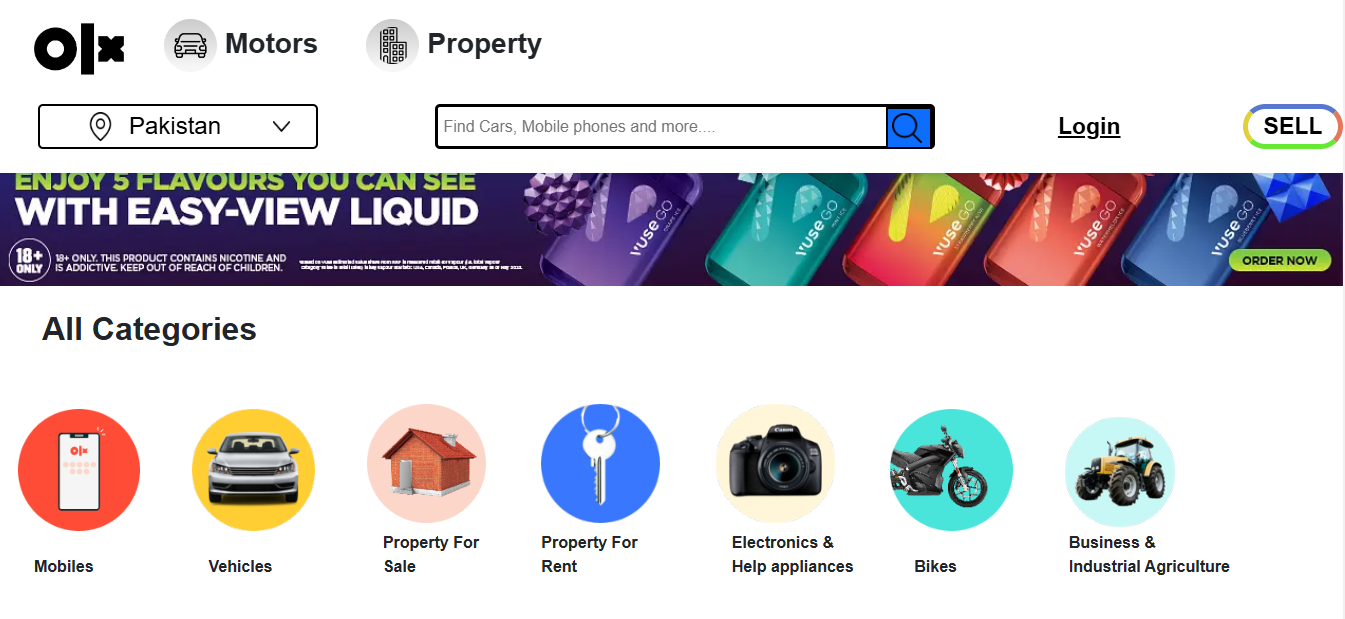 olx
Motors
Property
Pakistan
Find Cars, Mobile phones and more....
Login
SELL
ENJOY 5 FLAVOURS YOU CAN SEE
WITH EASY-VIEW LIQUID
18+
ONLY
18+ ONLY. THIS PRODUCT CONTAINS NICOTINE AND
IS ADDICTIVE. KEEP OUT OF REACH OF CHILDREN.
vuse GO
vuse GO
vuse GO
vuse GO
vuse GO
ORDER NOW
All Categories
olx
Canon
Mobiles
Vehicles
Property For
Sale
Property For
Rent
Electronics &
Help appliances
Bikes
Business &
Industrial Agriculture